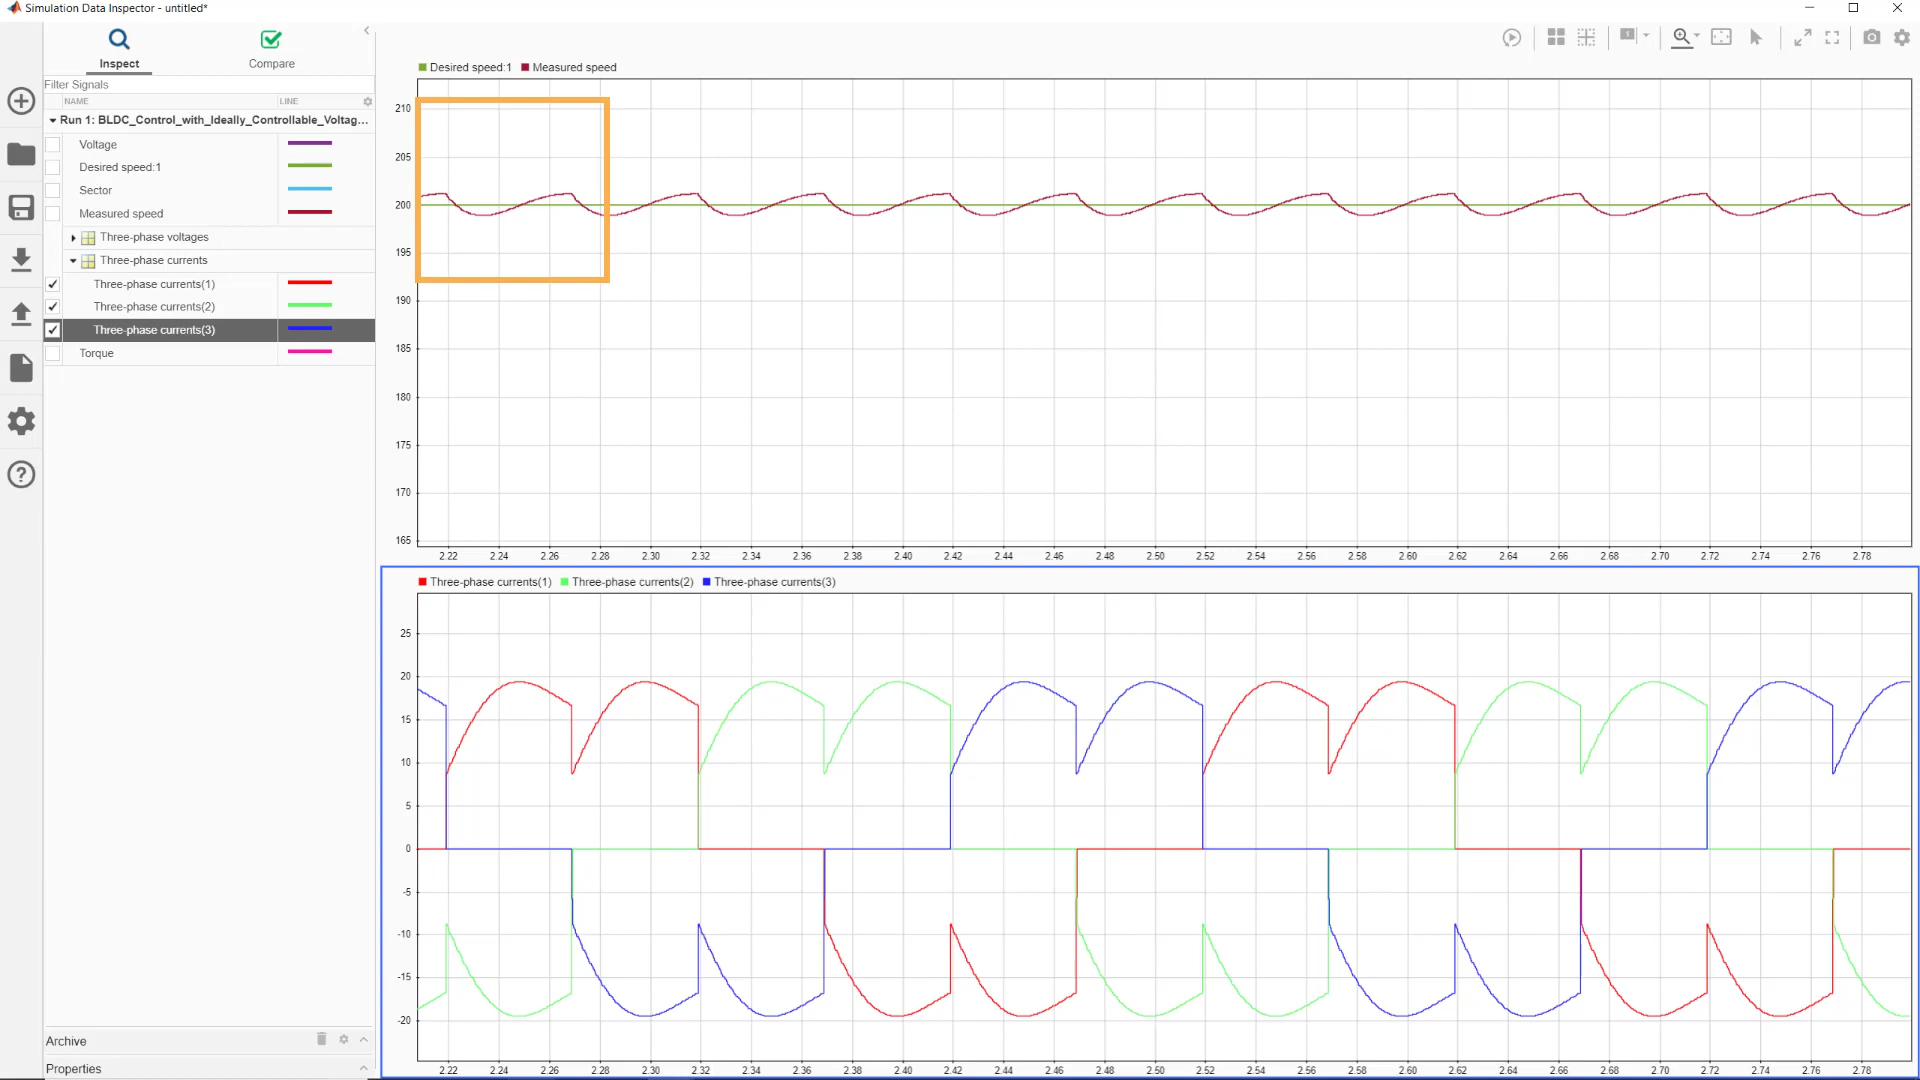 Simulation Data Inspector - untitled*
Inspect
Compare
Filter Signals
NAME LINE
Run 1: BLDC_Control_with_Ideally_Controllable_Voltag...
Voltage
Desired speed:1
Sector
Measured speed
Three-phase voltages
Three-phase currents
Three-phase currents(1)
Three-phase currents(2)
Three-phase currents(3)
Torque
Archive
Properties
1
Desired speed:1 Measured speed
210
205
200
195
190
185
180
175
170
165
2.22 2.24 2.26 2.28 2.30 2.32 2.34 2.36 2.38 2.40 2.42 2.44 2.46 2.48 2.50 2.52 2.54 2.56 2.58 2.60 2.62 2.64 2.66 2.68 2.70 2.72 2.74 2.76 2.78
Three-phase currents(1) Three-phase currents(2) Three-phase currents(3)
25
20
15
10
5
0
-5
-10
-15
-20
2.22 2.24 2.26 2.28 2.30 2.32 2.34 2.36 2.38 2.40 2.42 2.44 2.46 2.48 2.50 2.52 2.54 2.56 2.58 2.60 2.62 2.64 2.66 2.68 2.70 2.72 2.74 2.76 2.78